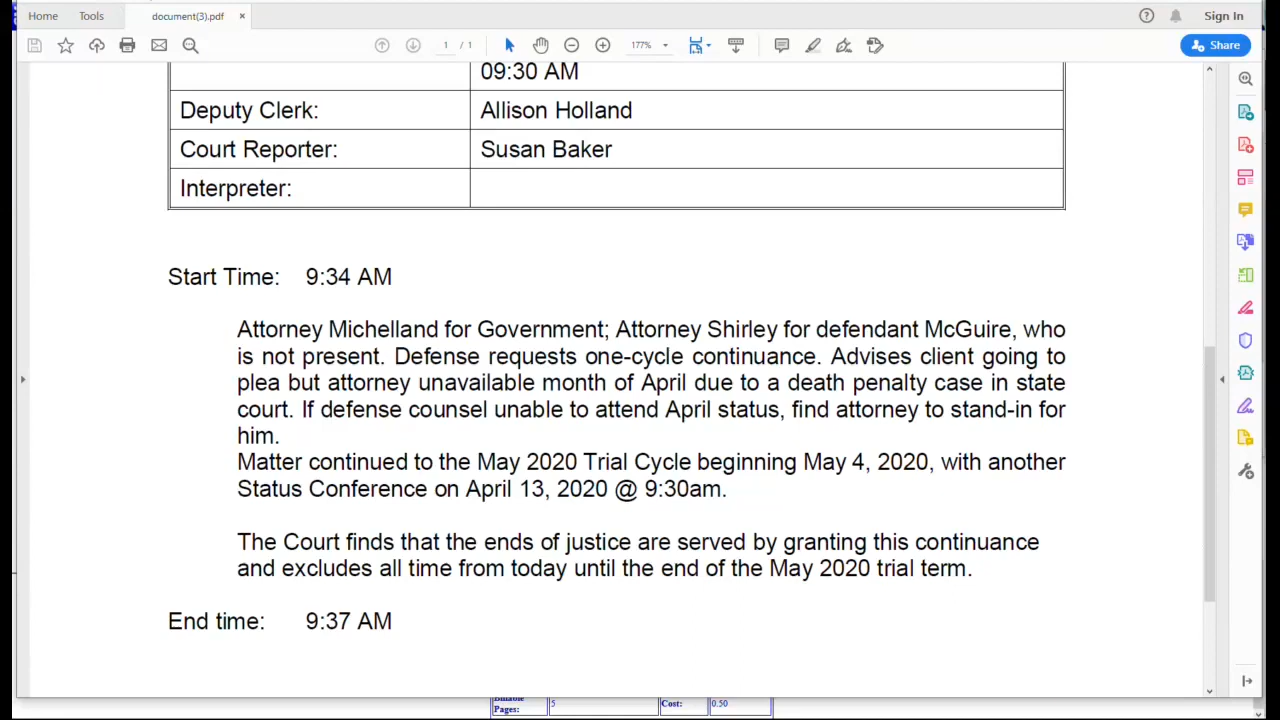 Home Tools document(3).pdf × Sign In
1 / 1 177% Share
09:30 AM
Deputy Clerk: Allison Holland
Court Reporter: Susan Baker
Interpreter:
Start Time: 9:34 AM
Attorney Michelland for Government; Attorney Shirley for defendant McGuire, who
is not present. Defense requests one-cycle continuance. Advises client going to
plea but attorney unavailable month of April due to a death penalty case in state
court. If defense counsel unable to attend April status, find attorney to stand-in for
him.
Matter continued to the May 2020 Trial Cycle beginning May 4, 2020, with another
Status Conference on April 13, 2020 @ 9:30am.
The Court finds that the ends of justice are served by granting this continuance
and excludes all time from today until the end of the May 2020 trial term.
End time: 9:37 AM
Billable
Pages: 5 Cost: 0.50